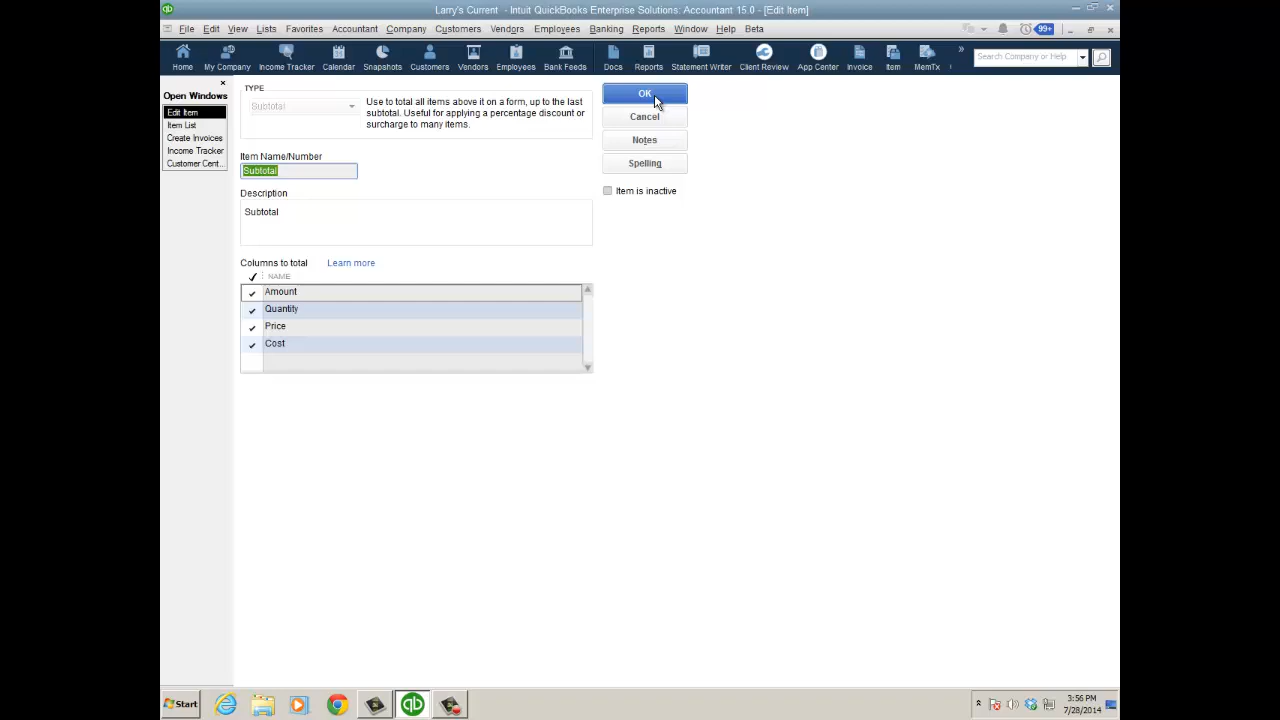 Larry's Current - Intuit QuickBooks Enterprise Solutions: Accountant 15.0 - [Edit Item]
File Edit View Lists Favorites Accountant Company Customers Vendors Employees Banking Reports Window Help Beta
99+
Home My Company Income Tracker Calendar Snapshots Customers Vendors Employees Bank Feeds Docs Reports Statement Writer Client Review App Center Invoice Item MemTx
Search Company or Help
Open Windows
Edit Item
Item List
Create Invoices
Income Tracker
Customer Cent...
TYPE
Subtotal
Use to total all items above it on a form, up to the last
subtotal. Useful for applying a percentage discount or
surcharge to many items.
OK
Cancel
Notes
Spelling
Item is inactive
Item Name/Number
Subtotal
Description
Subtotal
Columns to total Learn more
NAME
Amount
Quantity
Price
Cost
Start
3:56 PM
7/28/2014